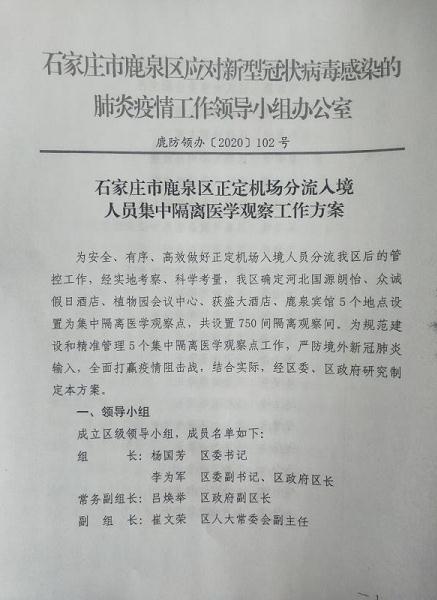 石家庄市鹿泉区应对新型冠状病毒感染的
肺炎疫情工作领导小组办公室
鹿防领办〔2020〕102号
石家庄市鹿泉区正定机场分流入境
人员集中隔离医学观察工作方案
为安全、有序、高效做好正定机场入境人员分流我区后的管
控工作，经实地考察、科学考量，我区确定河北国源朗怡、众诚
假日酒店、植物园会议中心、获盛大酒店、鹿泉宾馆5个地点设
置为集中隔离医学观察点，共设置750间隔离观察间。为规范建
设和精准管理5个集中隔离医学观察点工作，严防境外新冠肺炎
输入，全面打赢疫情阻击战，结合实际，经区委、区政府研究制
定本方案。
一、领导小组
成立区级领导小组，成员名单如下：
组 长：杨国芳 区委书记
李为军 区委副书记、区政府区长
常务副组长：吕焕举 区政府副区长
副 组 长：崔文荣 区人大常委会副主任